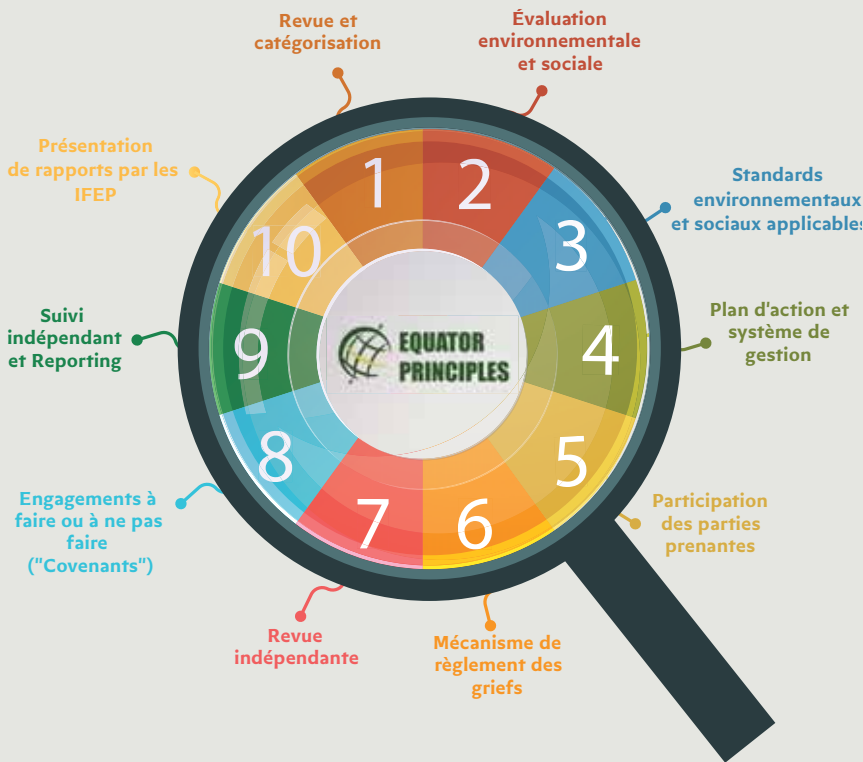 Revue et
catégorisation
1
Évaluation
environnementale
et sociale
2
Standards
environnementaux
et sociaux applicables
3
Plan d'action et
système de
gestion
4
Participation
des parties
prenantes
5
Mécanisme de
règlement des
griefs
6
Revue
indépendante
7
Engagements à
faire ou à ne pas
faire
("Covenants")
8
Suivi
indépendant
et Reporting
9
Présentation
de rapports par les
IFEP
10
EQUATOR
PRINCIPLES